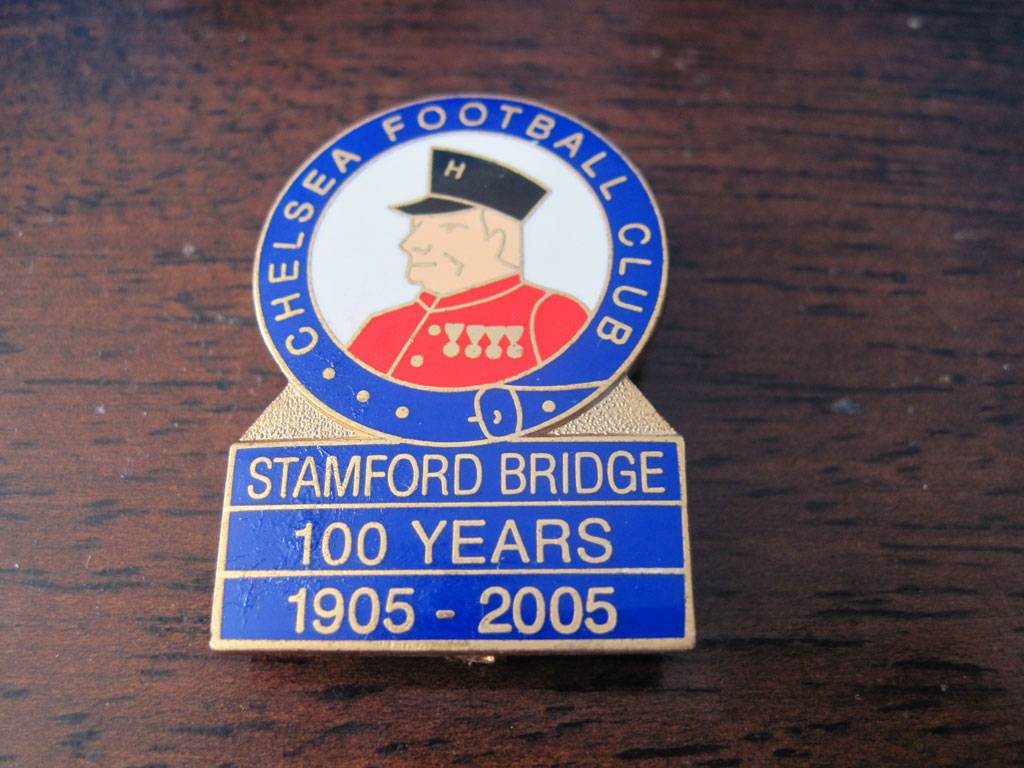 CHELSEA FOOTBALL CLUB
H
STAMFORD BRIDGE
100 YEARS
1905 - 2005